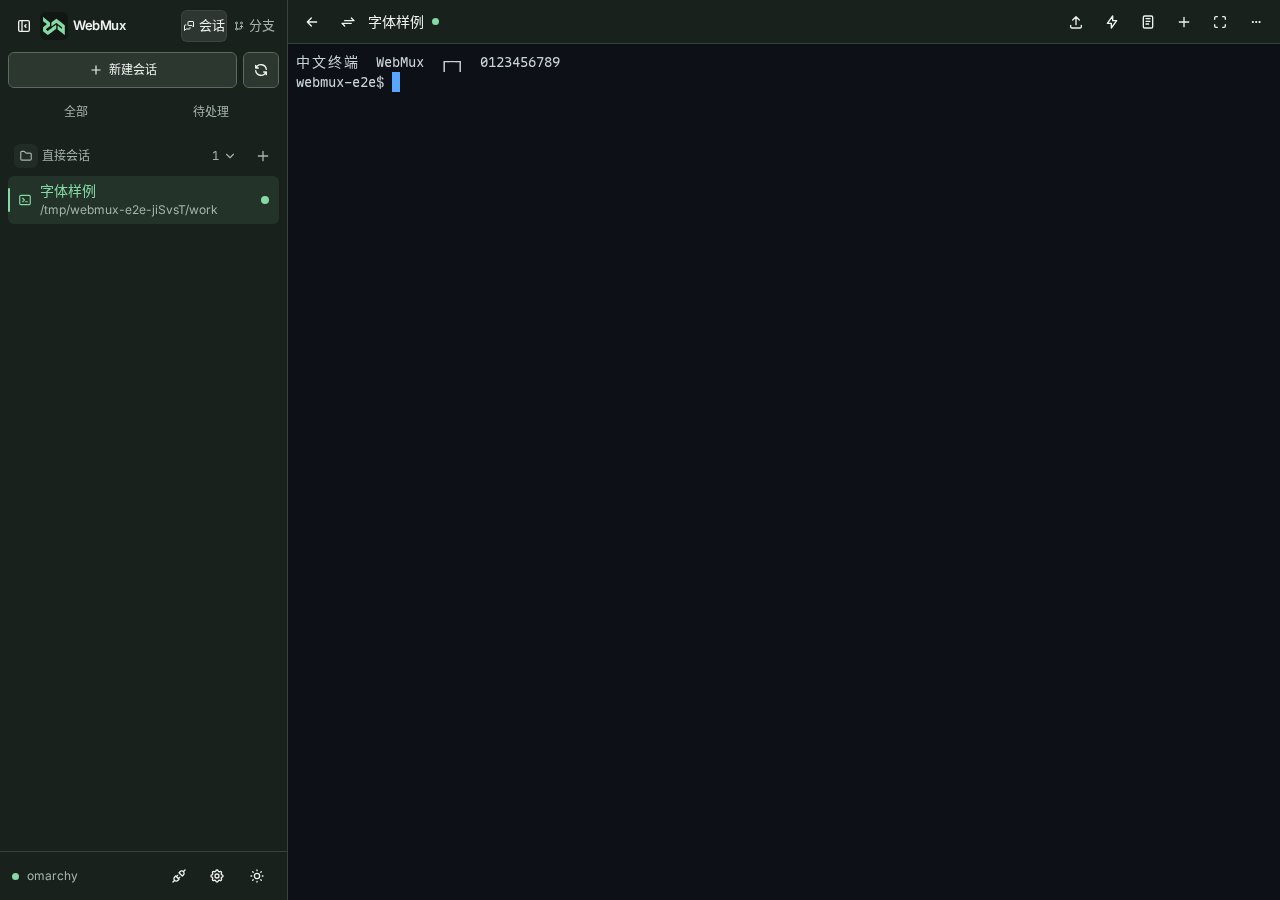 WebMux
会话
分支
新建会话
全部
待处理
直接会话
1
字体样例
/tmp/webmux-e2e-jiSvsT/work
omarchy
字体样例
中文终端  WebMux  ┌─┐  0123456789
webmux-e2e$